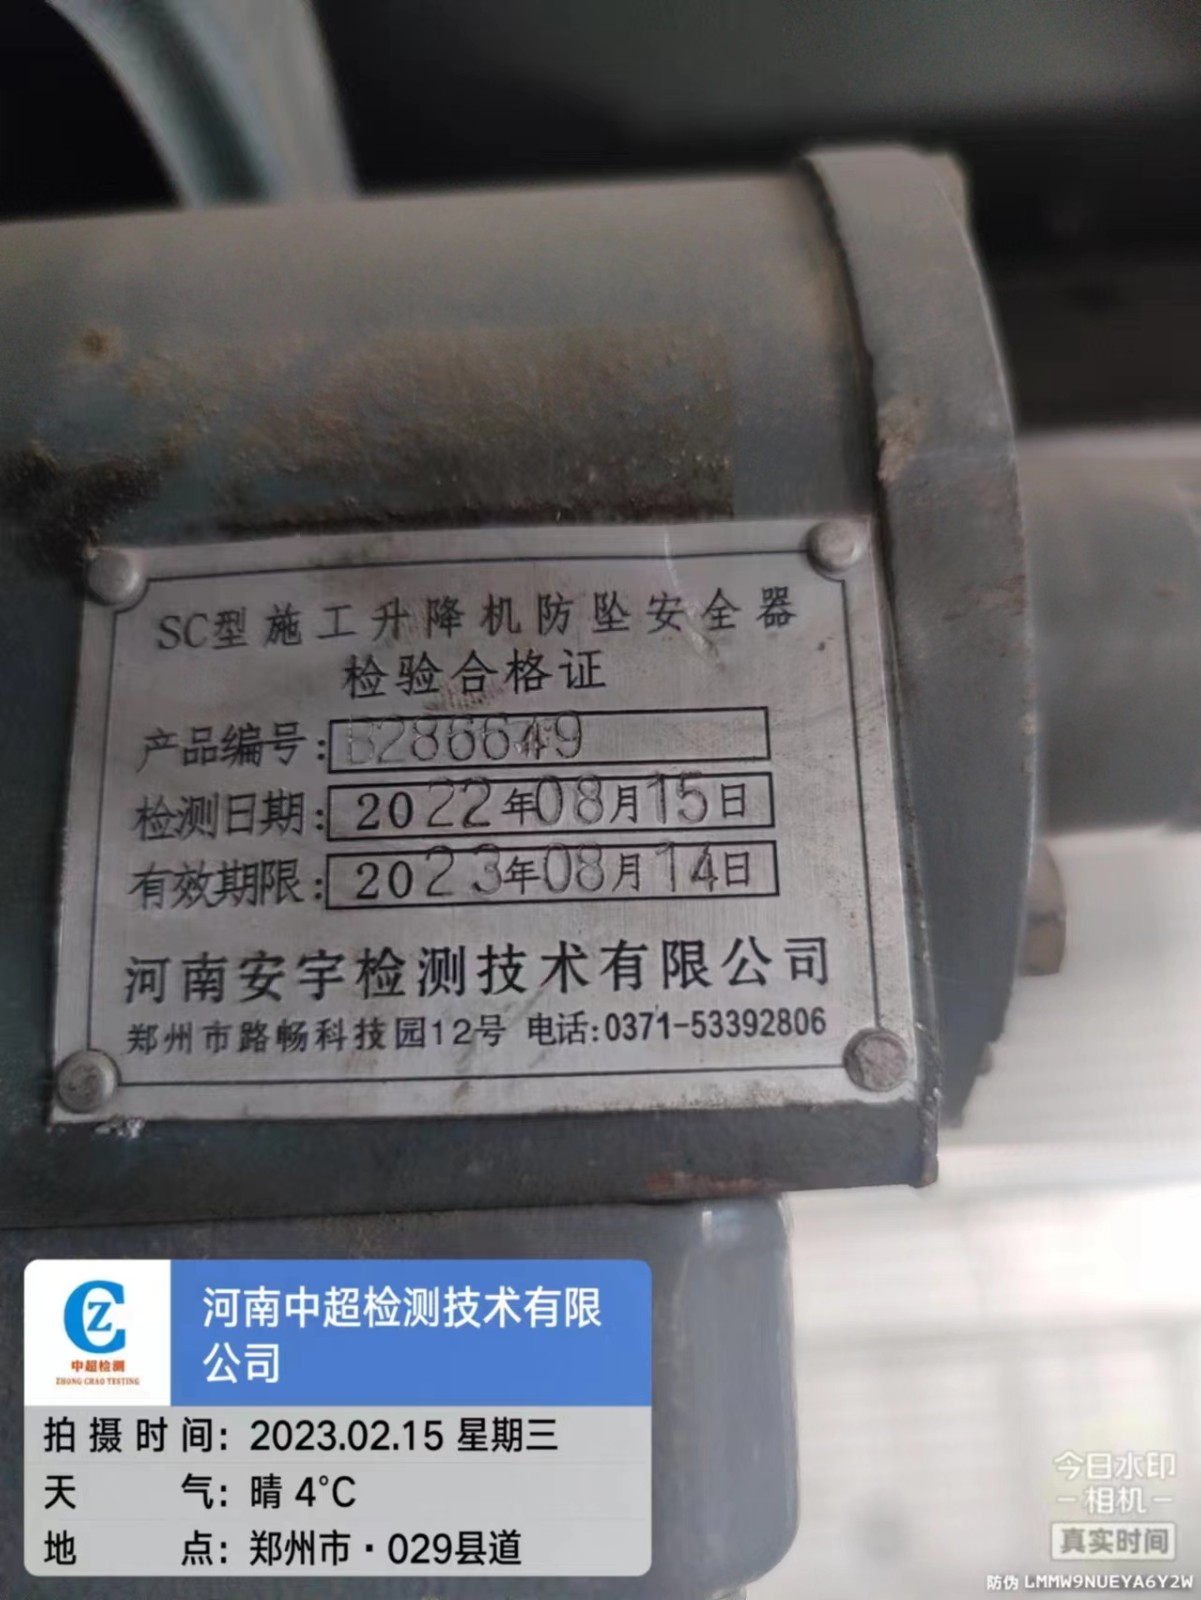 SC型施工升降机防坠安全器
检验合格证
产品编号: B286649
检测日期: 2022年08月15日
有效期限: 2023年08月14日
河南安宇检测技术有限公司
郑州市路畅科技园12号 电话:0371-53392806
CZ
中超检测
ZHONG CHAO TESTING
河南中超检测技术有限
公司
拍摄时间: 2023.02.15 星期三
天气: 晴 4℃
地点: 郑州市·029县道
今日水印
相机
真实时间
防伪 LMMW9NUEYA6Y2W